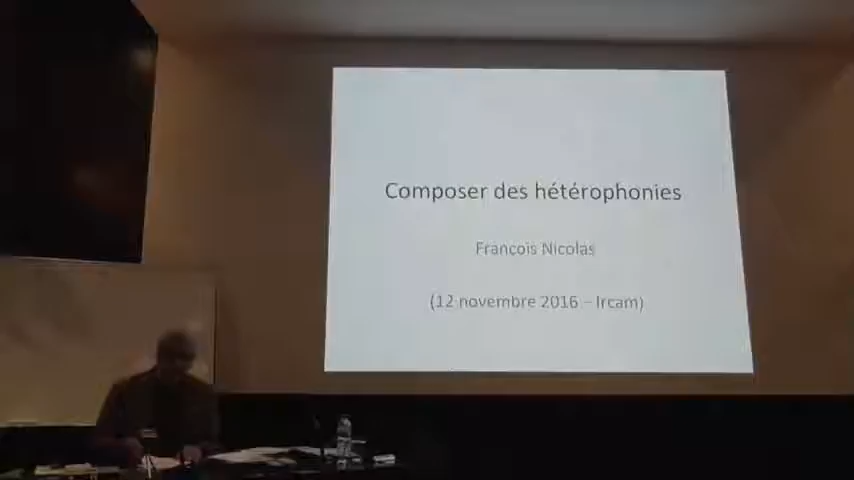 Composer des hétérophonies
François Nicolas
(12 novembre 2016 – Ircam)